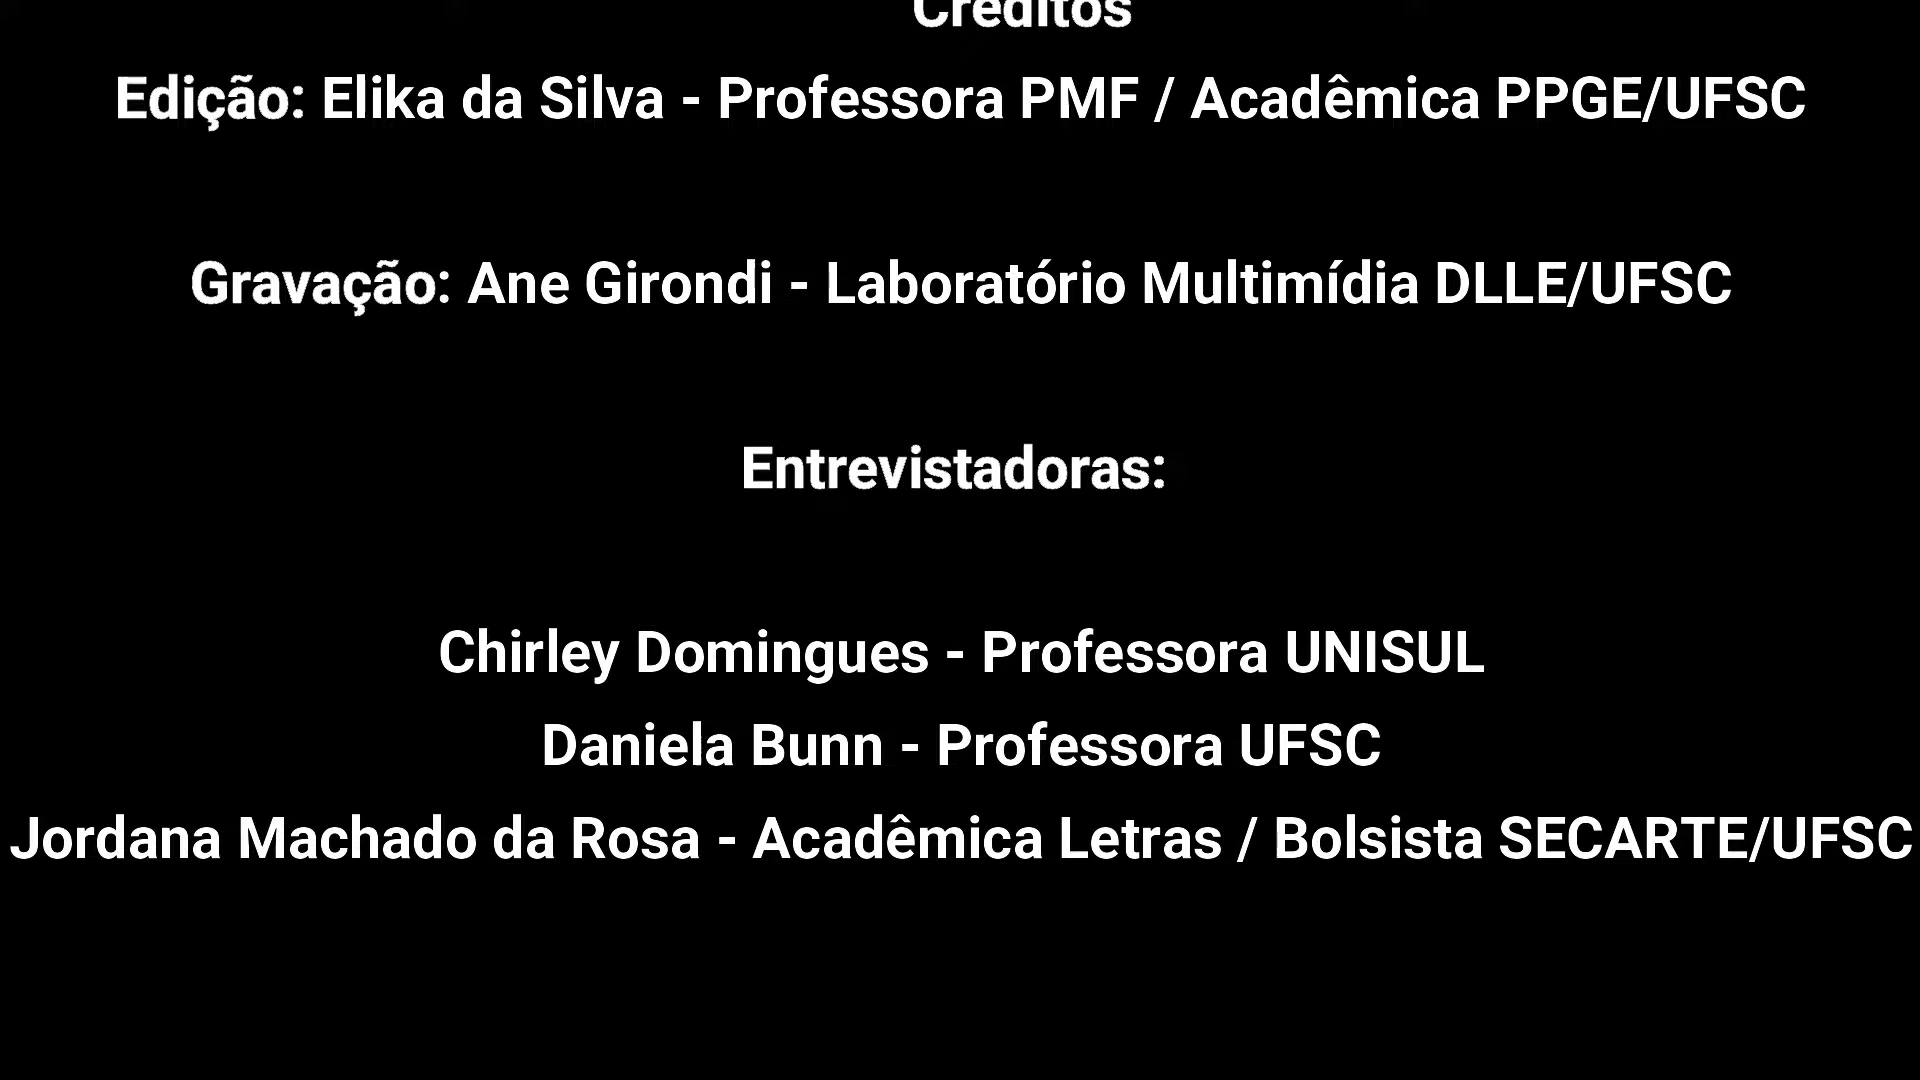 Créditos
Edição: Elika da Silva - Professora PMF / Acadêmica PPGE/UFSC
Gravação: Ane Girondi - Laboratório Multimídia DLLE/UFSC
Entrevistadoras:
Chirley Domingues - Professora UNISUL
Daniela Bunn - Professora UFSC
Jordana Machado da Rosa - Acadêmica Letras / Bolsista SECARTE/UFSC